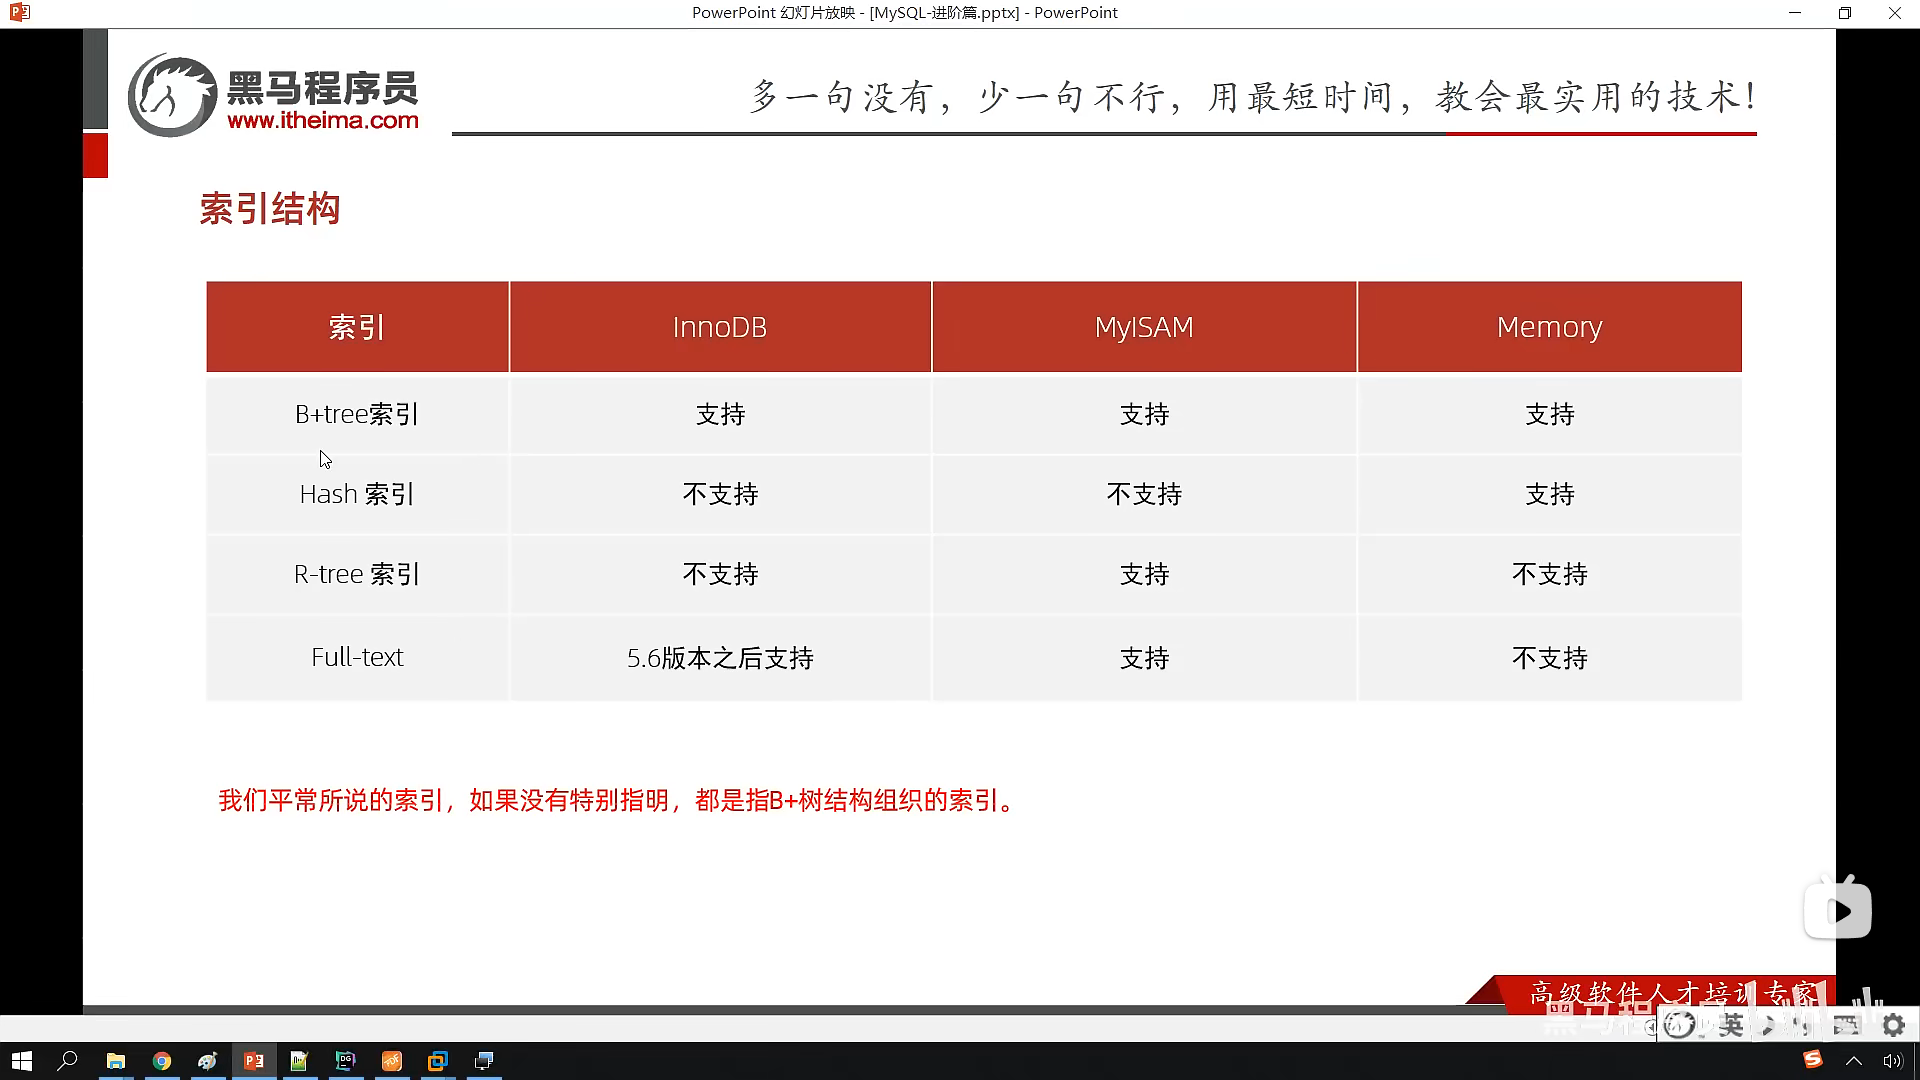 PowerPoint 幻灯片放映 - [MySQL-进阶篇.pptx] - PowerPoint
黑马程序员
www.itheima.com
多一句没有，少一句不行，用最短时间，教会最实用的技术！
索引结构
索引 InnoDB MyISAM Memory
B+tree索引 支持 支持 支持
Hash 索引 不支持 不支持 支持
R-tree 索引 不支持 支持 不支持
Full-text 5.6版本之后支持 支持 不支持
我们平常所说的索引，如果没有特别指明，都是指B+树结构组织的索引。
高级软件人才培训专家
英